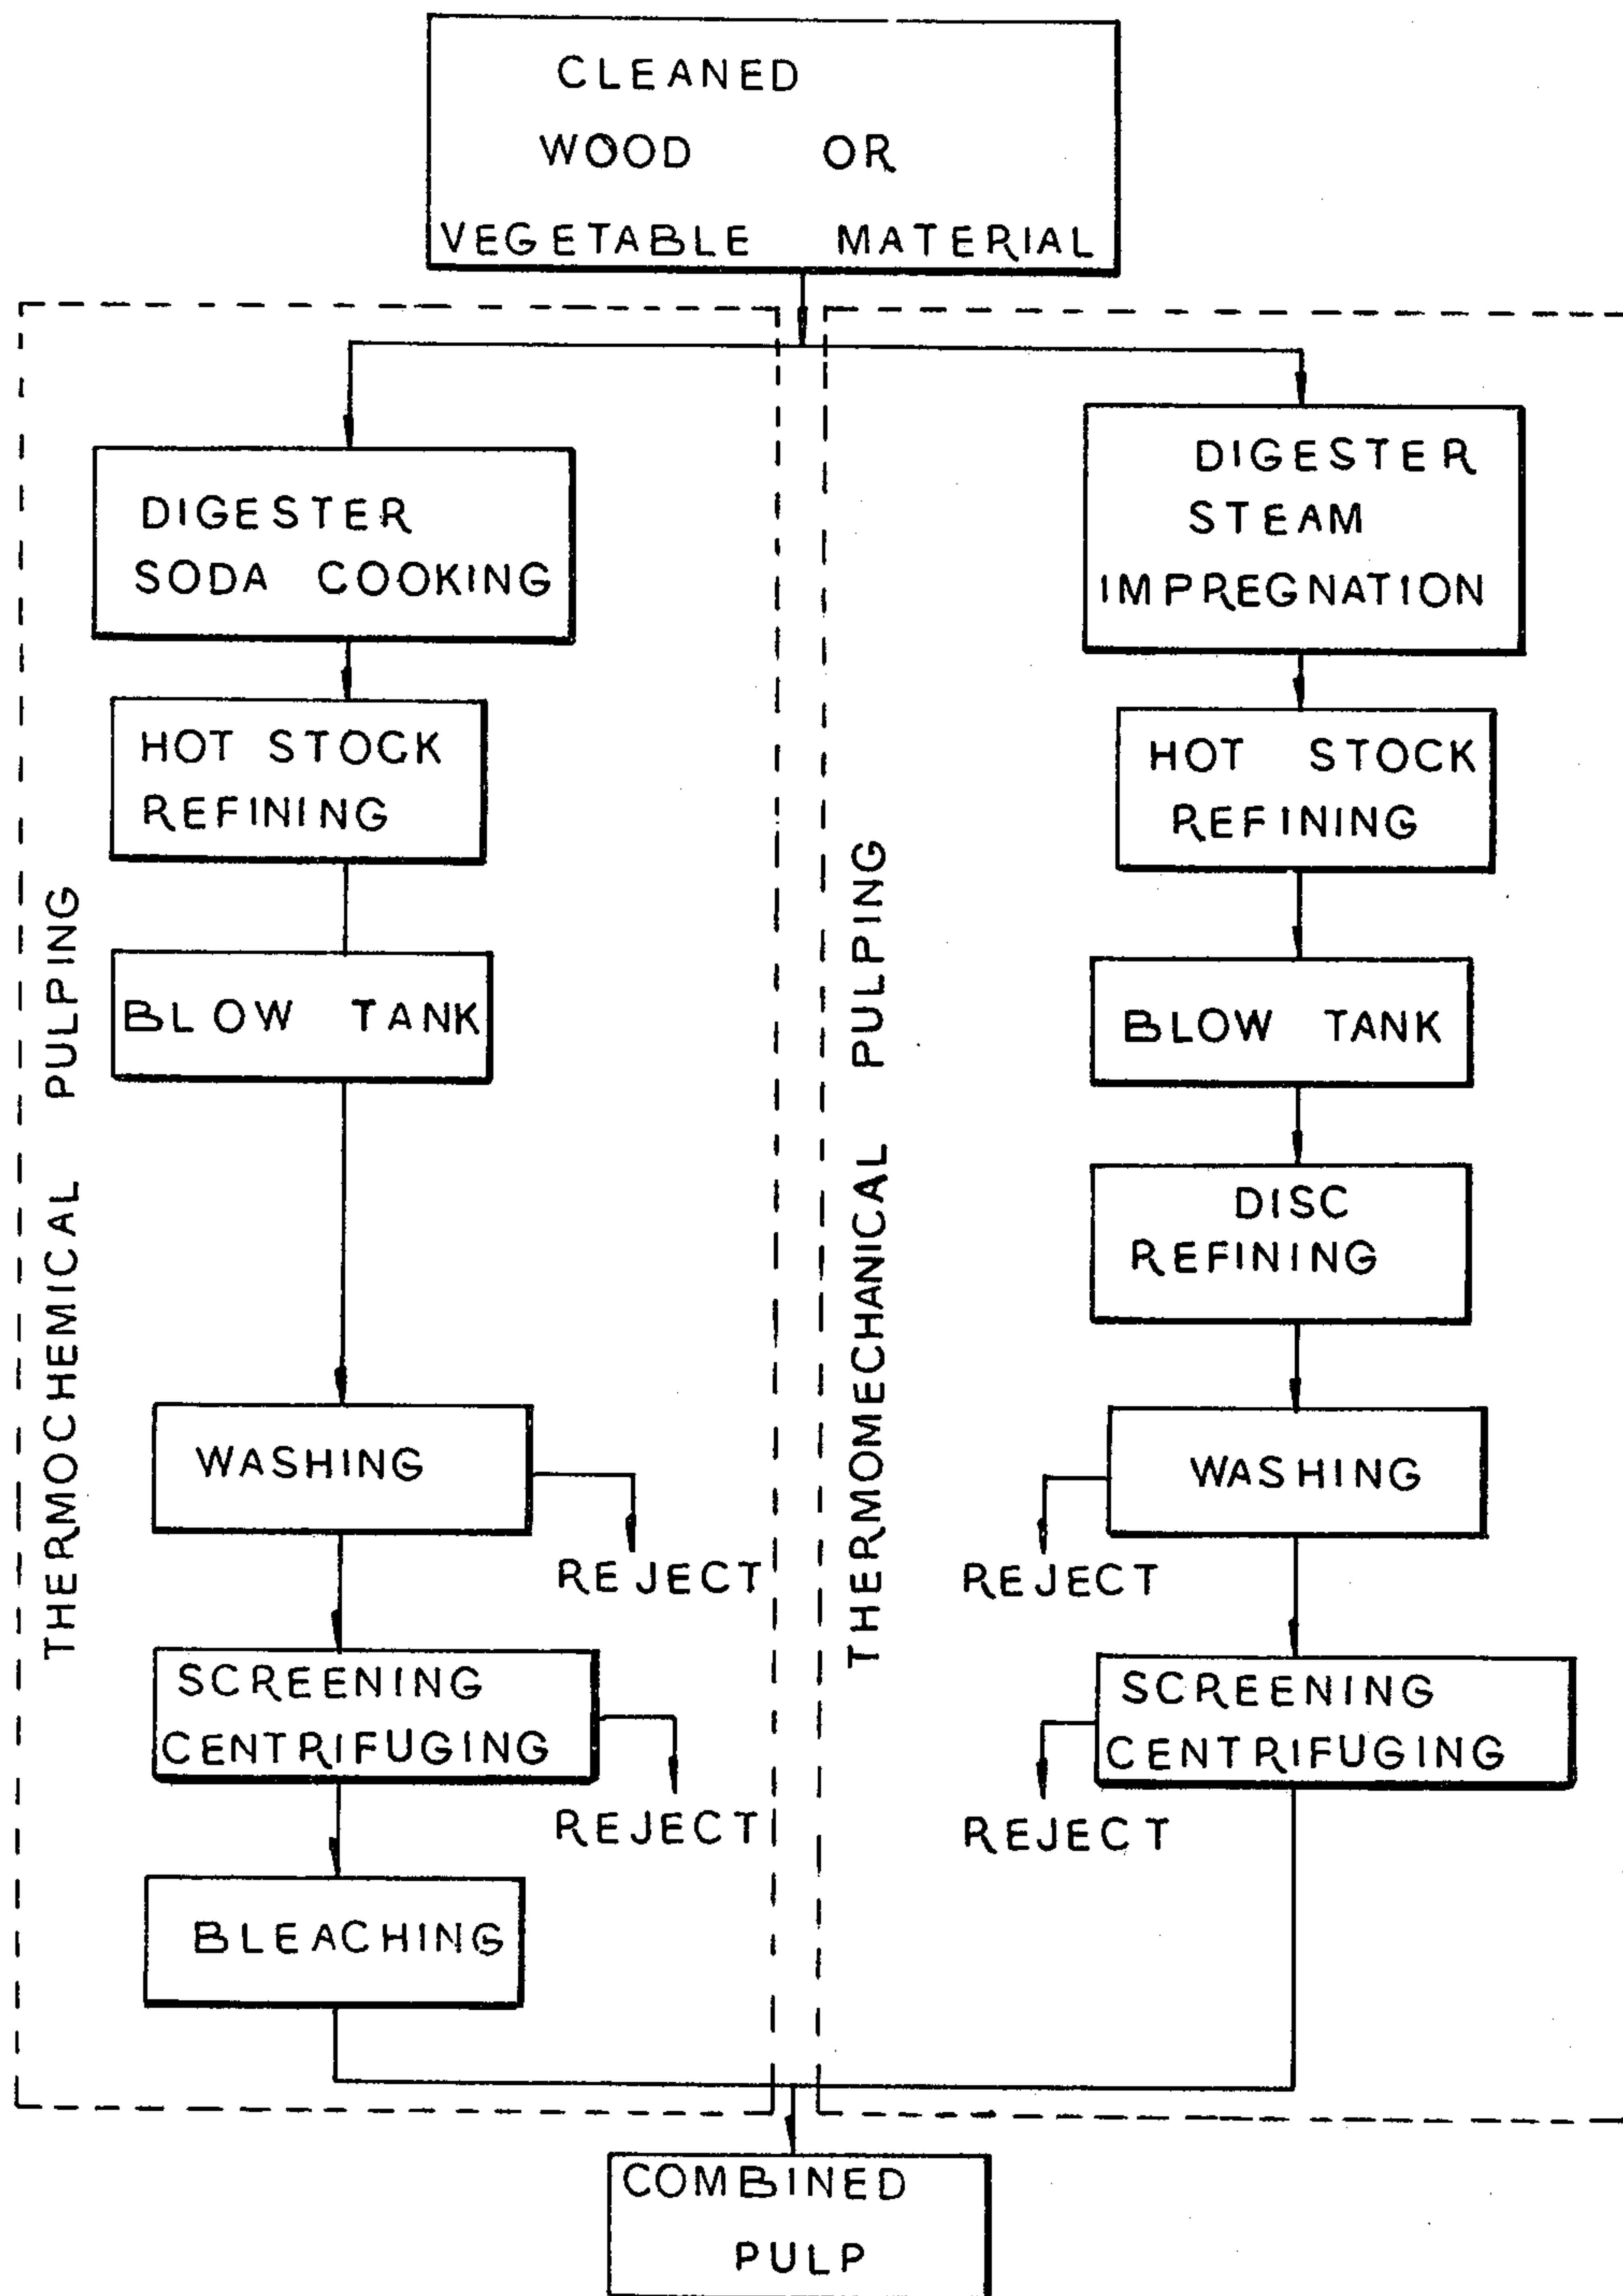 CLEANED
WOOD OR
VEGETABLE MATERIAL
THERMOCHEMICAL PULPING
DIGESTER
SODA COOKING
HOT STOCK
REFINING
BLOW TANK
WASHING
REJECT
SCREENING
CENTRIFUGING
REJECT
BLEACHING
THERMOMECHANICAL PULPING
DIGESTER
STEAM
IMPREGNATION
HOT STOCK
REFINING
BLOW TANK
DISC
REFINING
WASHING
REJECT
SCREENING
CENTRIFUGING
REJECT
COMBINED
PULP